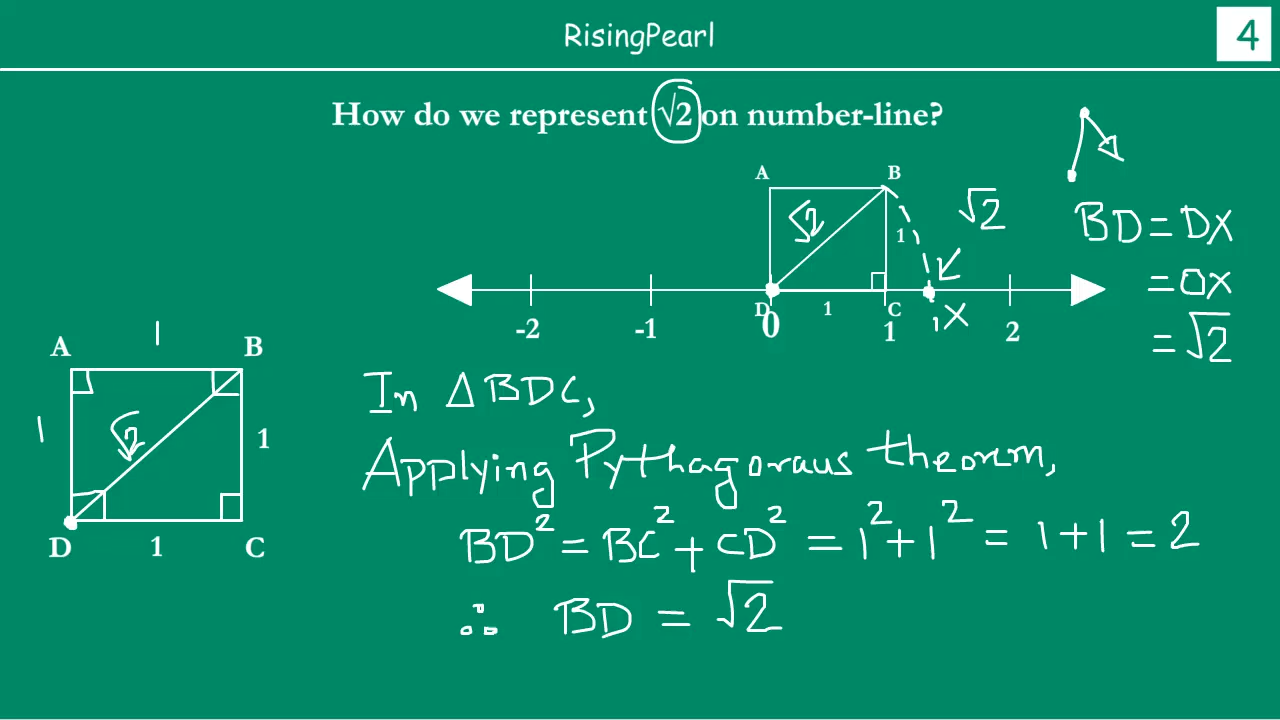 RisingPearl
4
How do we represent √2 on number-line?
A B
√2
1
√2
D 1 C
X
-2 -1 0 1 2
BD = DX
= OX
= √2
1
A B
1 √2 1
D 1 C
In △BDC,
Applying Pythagoraus theorem,
BD² = BC² + CD² = 1² + 1² = 1 + 1 = 2
∴ BD = √2